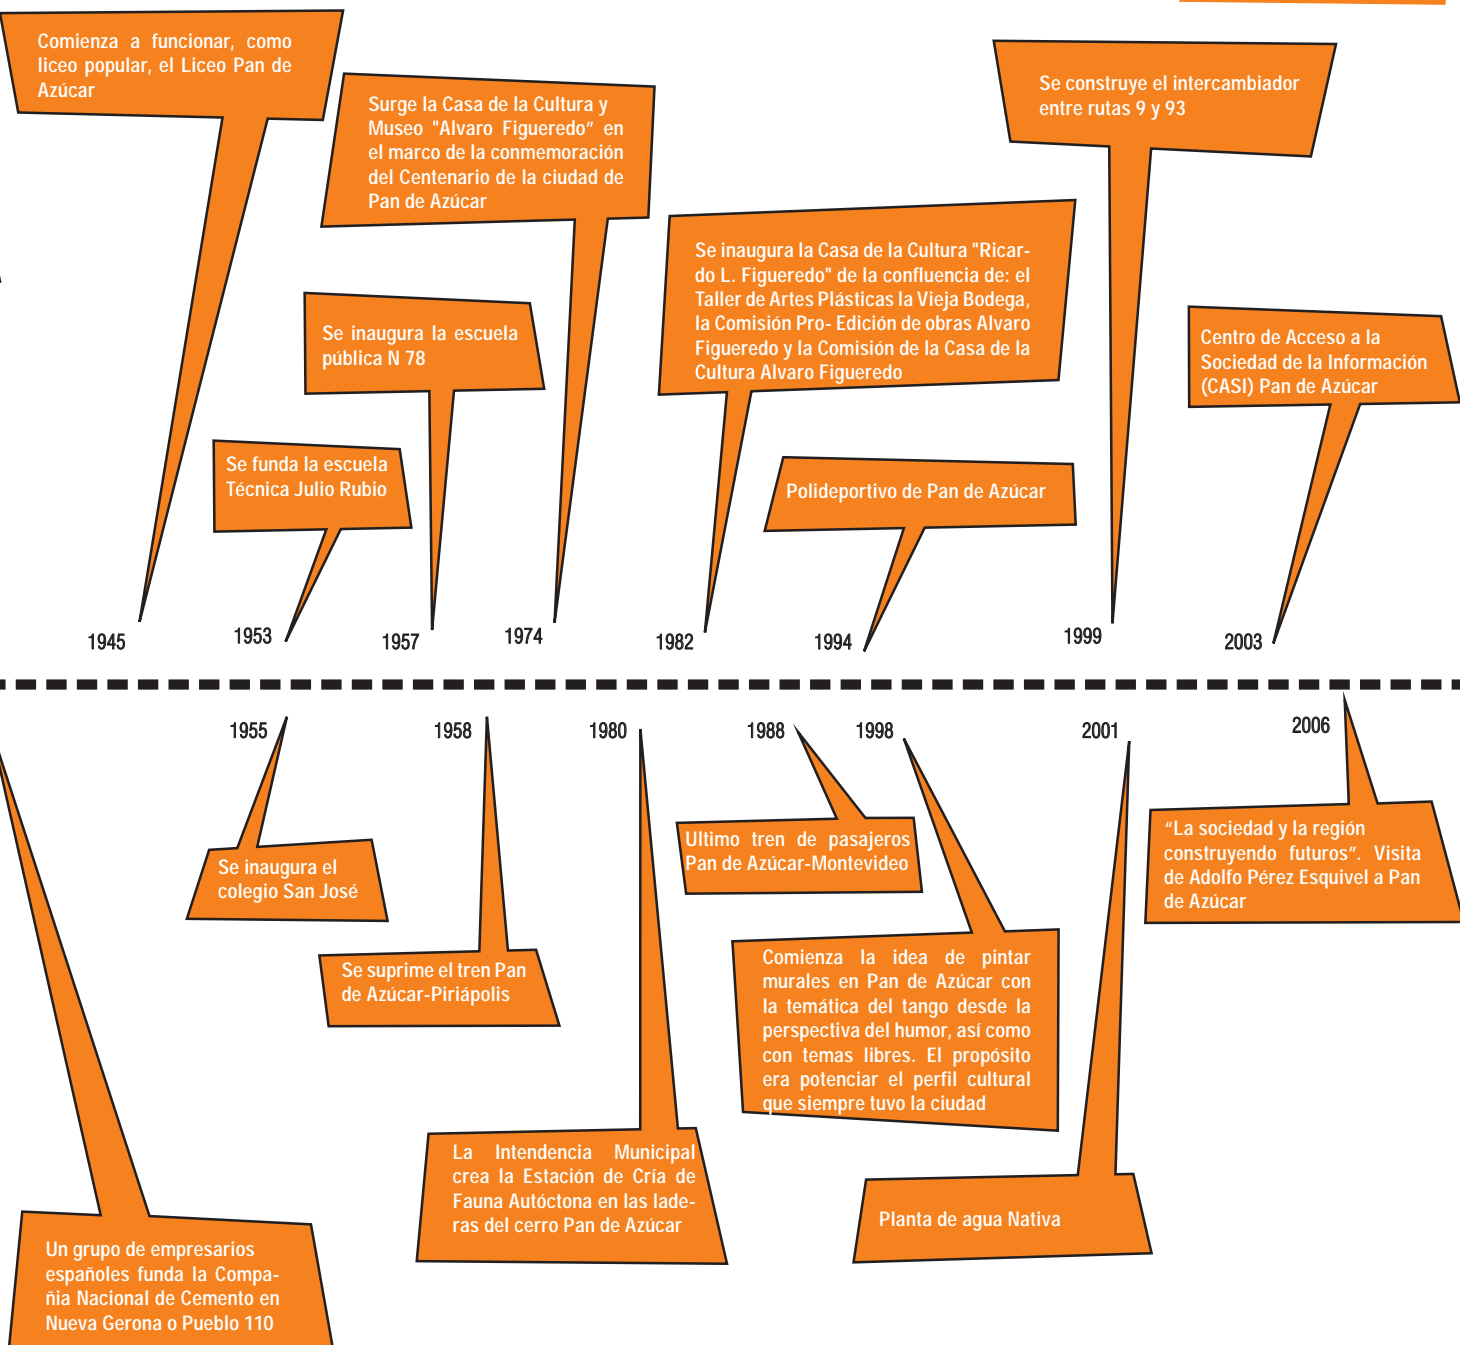 Comienza a funcionar, como
liceo popular, el Liceo Pan de
Azúcar
Surge la Casa de la Cultura y
Museo "Alvaro Figueredo” en
el marco de la conmemoración
del Centenario de la ciudad de
Pan de Azúcar
Se construye el intercambiador
entre rutas 9 y 93
Se inaugura la Casa de la Cultura "Ricar-
do L. Figueredo" de la confluencia de: el
Taller de Artes Plásticas la Vieja Bodega,
la Comisión Pro- Edición de obras Alvaro
Figueredo y la Comisión de la Casa de la
Cultura Alvaro Figueredo
Se inaugura la escuela
pública N 78
Centro de Acceso a la
Sociedad de la Información
(CASI) Pan de Azúcar
Se funda la escuela
Técnica Julio Rubio
Polideportivo de Pan de Azúcar
1945
1953
1957
1974
1982
1994
1999
2003
1955
1958
1980
1988
1998
2001
2006
Se inaugura el
colegio San José
Ultimo tren de pasajeros
Pan de Azúcar-Montevideo
“La sociedad y la región
construyendo futuros”. Visita
de Adolfo Pérez Esquivel a Pan
de Azúcar
Se suprime el tren Pan
de Azúcar-Piriápolis
Comienza la idea de pintar
murales en Pan de Azúcar con
la temática del tango desde la
perspectiva del humor, así como
con temas libres. El propósito
era potenciar el perfil cultural
que siempre tuvo la ciudad
La Intendencia Municipal
crea la Estación de Cría de
Fauna Autóctona en las lade-
ras del cerro Pan de Azúcar
Planta de agua Nativa
Un grupo de empresarios
españoles funda la Compa-
ñia Nacional de Cemento en
Nueva Gerona o Pueblo 110